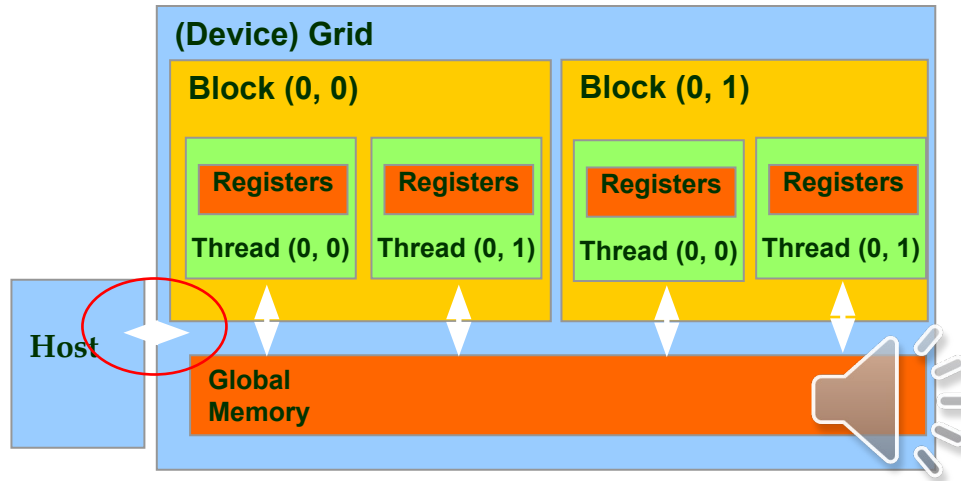 (Device) Grid
Block (0, 0)
Block (0, 1)
Registers
Registers
Registers
Registers
Thread (0, 0)
Thread (0, 1)
Thread (0, 0)
Thread (0, 1)
Host
Global
Memory